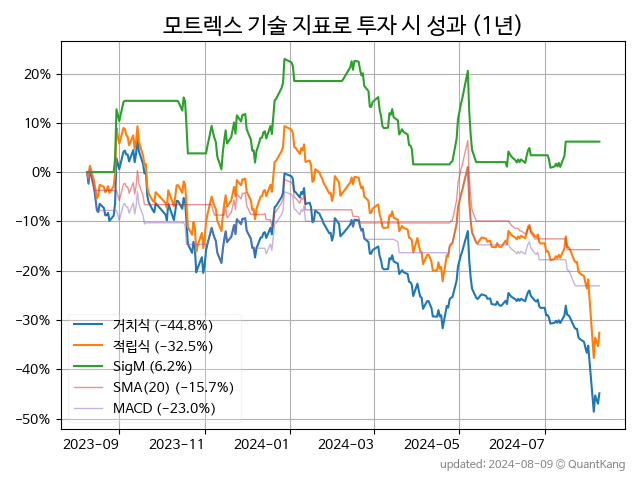 모트렉스 기술 지표로 투자 시 성과 (1년)
20%
10%
0%
−10%
−20%
−30%
−40%
−50%
거치식 (−44.8%)
적립식 (−32.5%)
SigM (6.2%)
SMA(20) (−15.7%)
MACD (−23.0%)
2023−09 2023−11 2024−01 2024−03 2024−05 2024−07
updated: 2024−08−09 ⓒ QuantKang